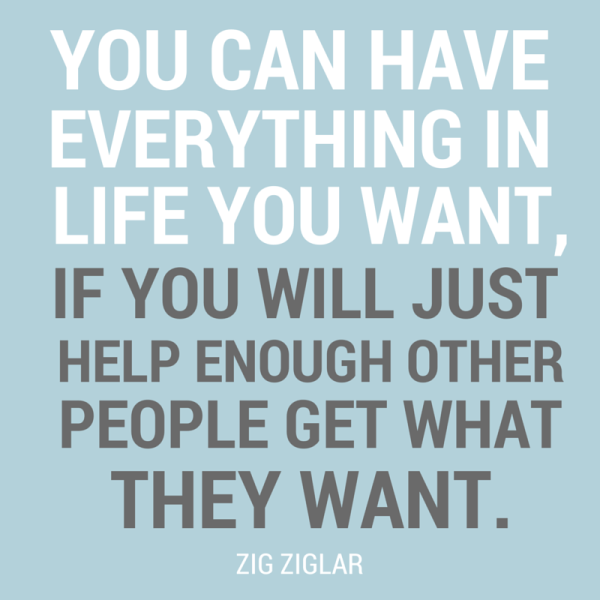 YOU CAN HAVE
EVERYTHING IN
LIFE YOU WANT,
IF YOU WILL JUST
HELP ENOUGH OTHER
PEOPLE GET WHAT
THEY WANT.
ZIG ZIGLAR